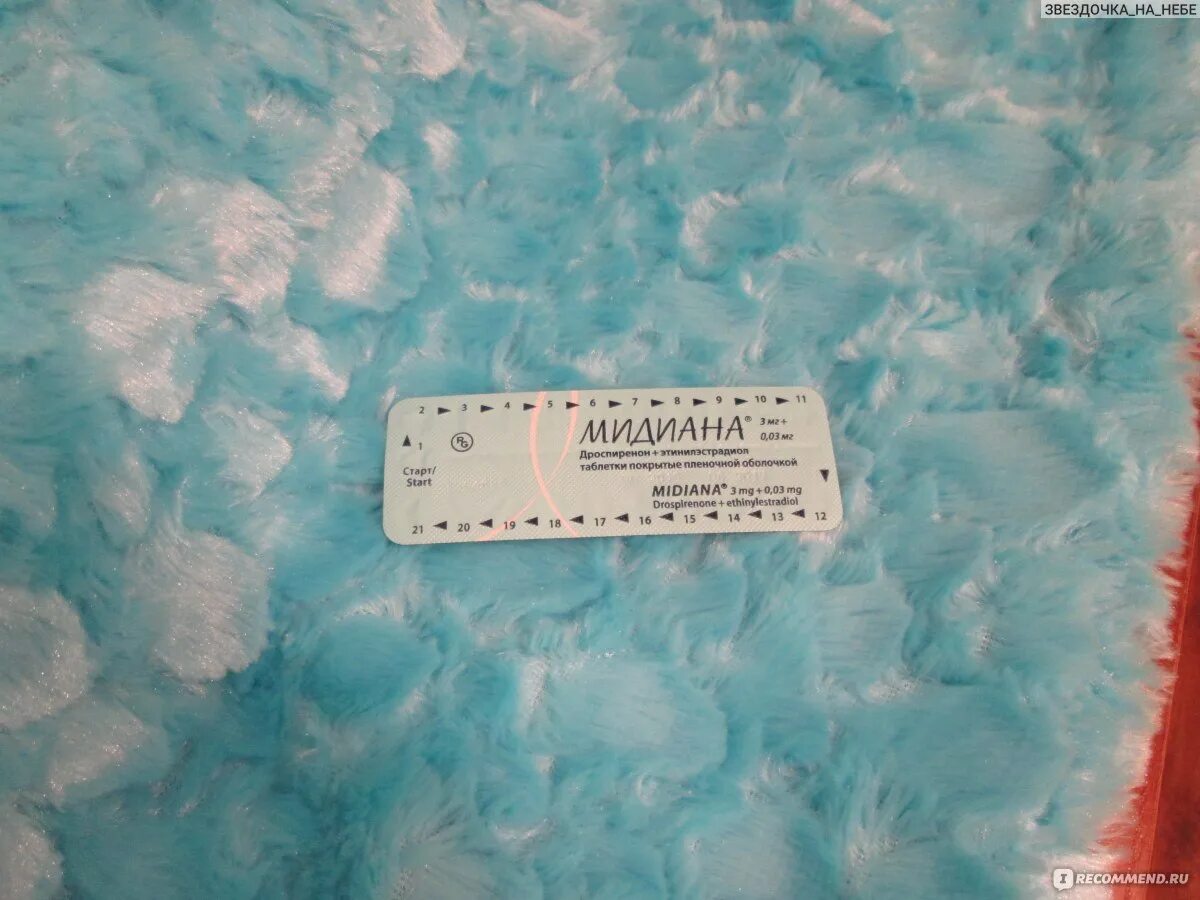 ЗВЕЗДОЧКА_НА_НЕБЕ
2 ► 3 ► 4 ► 5 ► 6 ► 7 ► 8 ► 9 ► 10 ► 11
▲ 1
RG
МИДИАНА® 3 мг +
0,03 мг
Дроспиренон + этинилэстрадиол
таблетки покрытые пленочной оболочкой
Старт/
Start
▼
MIDIANA® 3 mg + 0,03 mg
Drospirenone + ethinylestradiol
21 ◄ 20 ◄ 19 ◄ 18 ◄ 17 ◄ 16 ◄ 15 ◄ 14 ◄ 13 ◄ 12
IRECOMMEND.RU